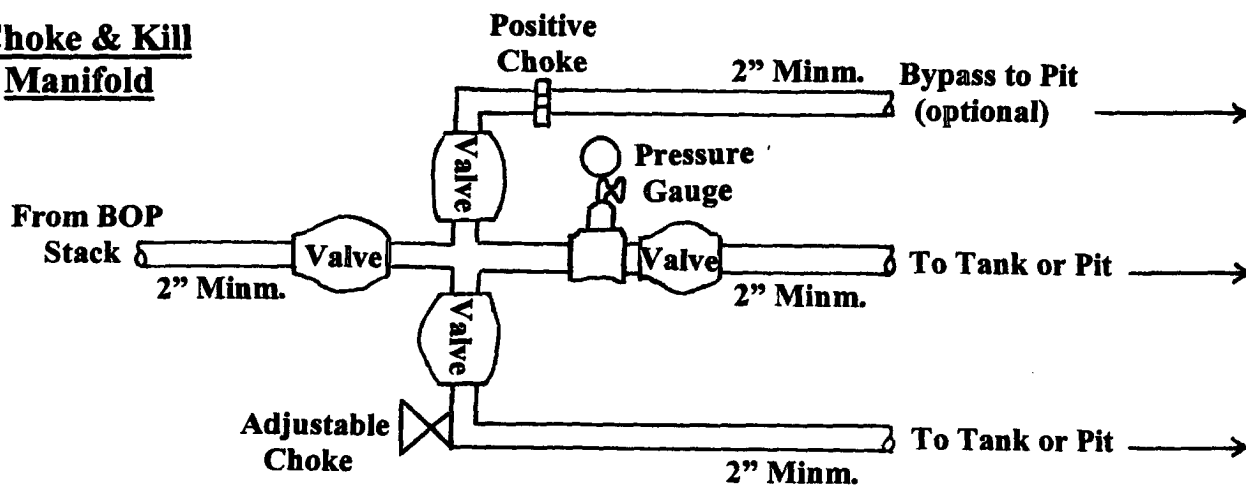 Choke & Kill
Manifold
Positive
Choke
2” Minm.
Bypass to Pit
(optional)
Valve
Pressure
Gauge
From BOP
Stack
Valve
Valve
To Tank or Pit
2” Minm.
2” Minm.
Valve
Adjustable
Choke
To Tank or Pit
2” Minm.